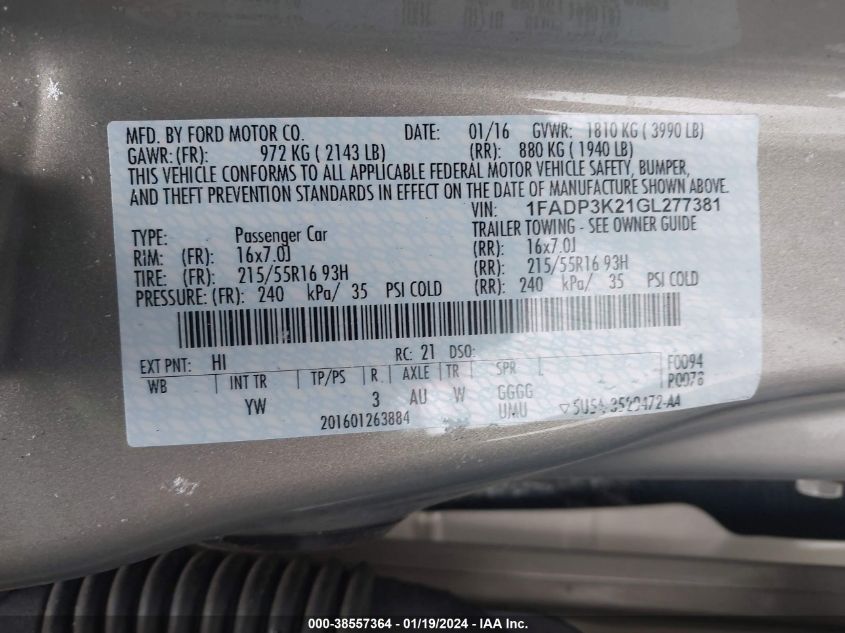 MFD. BY FORD MOTOR CO. DATE: 01/16 GVWR: 1810 KG ( 3990 LB)
GAWR: (FR): 972 KG ( 2143 LB) (RR): 880 KG ( 1940 LB)
THIS VEHICLE CONFORMS TO ALL APPLICABLE FEDERAL MOTOR VEHICLE SAFETY, BUMPER,
AND THEFT PREVENTION STANDARDS IN EFFECT ON THE DATE OF MANUFACTURE SHOWN ABOVE.
VIN: 1FADP3K21GL277381
TYPE: Passenger Car TRAILER TOWING - SEE OWNER GUIDE
RIM: (FR): 16x7.0J (RR): 16x7.0J
TIRE: (FR): 215/55R16 93H (RR): 215/55R16 93H
PRESSURE: (FR): 240 kPa/ 35 PSI COLD (RR): 240 kPa/ 35 PSI COLD
EXT PNT: HI RC: 21 DSO: F0094
WB INT TR TP/PS R AXLE TR SPR
YW 3 AU W GGGG
201601263884 UMU
000-38557364 - 01/19/2024 - IAA Inc.